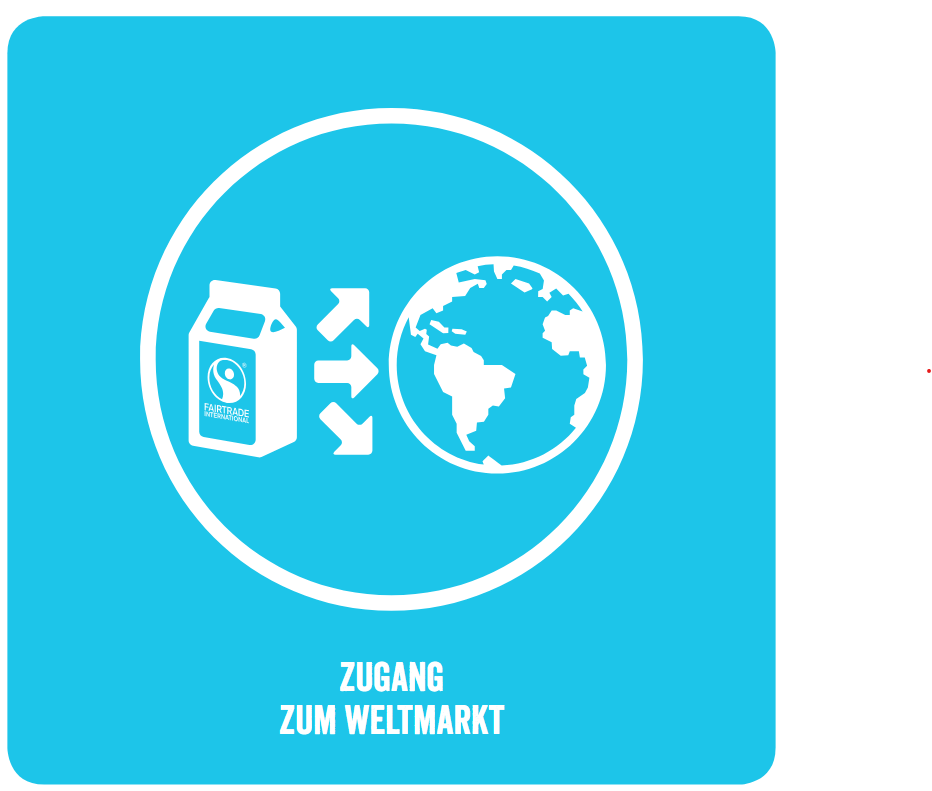 ®
FAIRTRADE
INTERNATIONAL
ZUGANG
ZUM WELTMARKT